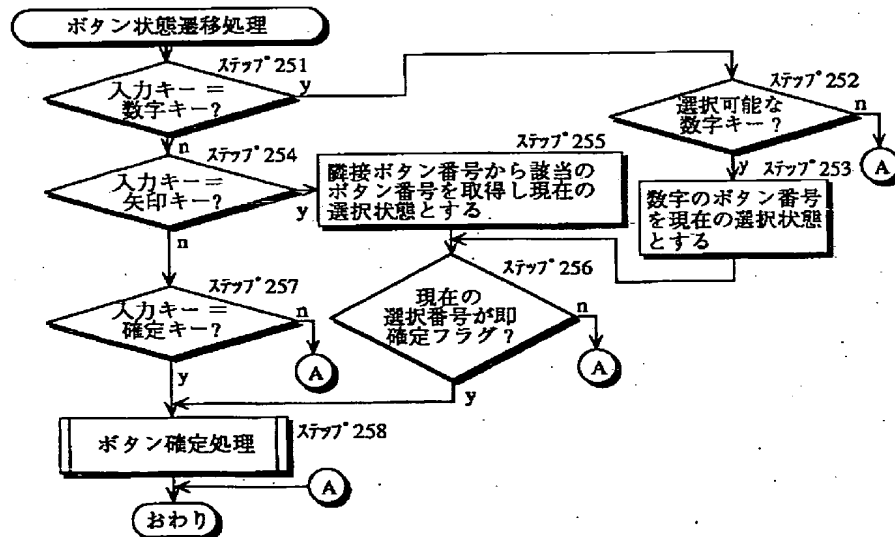 ボタン状態遷移処理
ステップ251
入力キー＝
数字キー？
y
n
ステップ252
選択可能な
数字キー？
n
y
A
ステップ253
数字のボタン番号
を現在の選択状態
とする
ステップ254
入力キー＝
矢印キー？
y
n
ステップ255
隣接ボタン番号から該当の
ボタン番号を取得し現在の
選択状態とする
ステップ256
現在の
選択番号が即
確定フラグ？
n
y
A
ステップ257
入力キー＝
確定キー？
n
y
A
ステップ258
ボタン確定処理
A
おわり